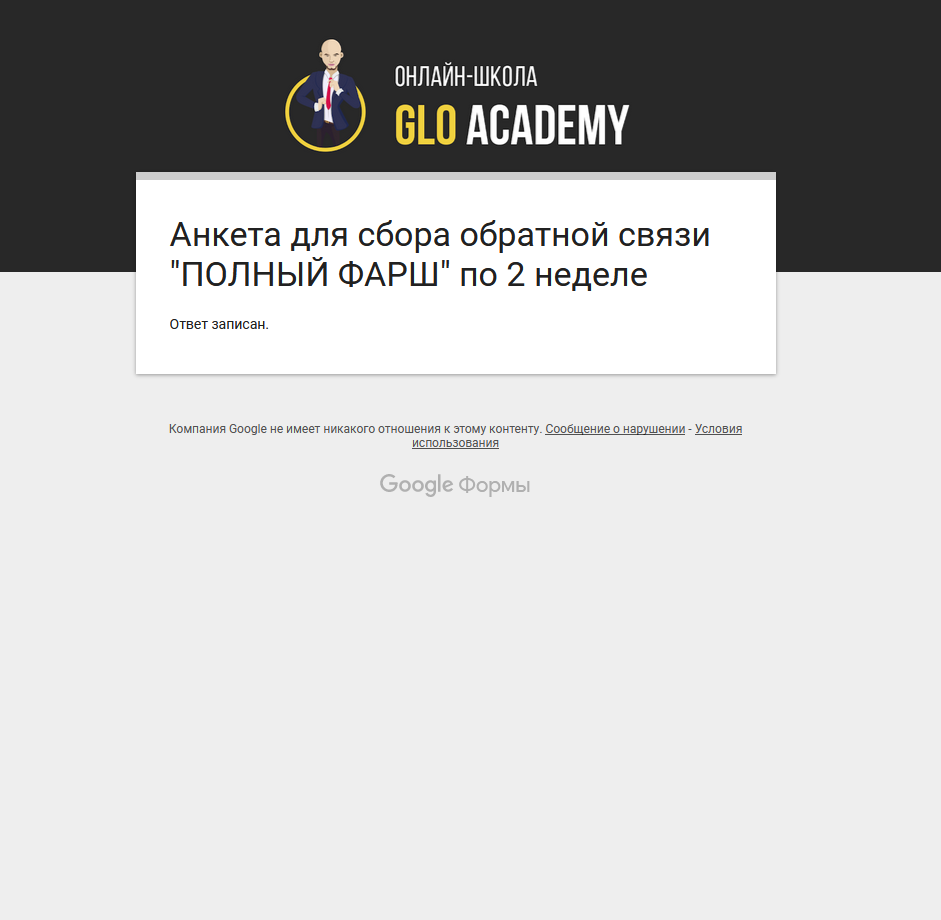 ОНЛАЙН-ШКОЛА
GLO ACADEMY
Анкета для сбора обратной связи
"ПОЛНЫЙ ФАРШ" по 2 неделе
Ответ записан.
Компания Google не имеет никакого отношения к этому контенту. Сообщение о нарушении - Условия
использования
Google Формы